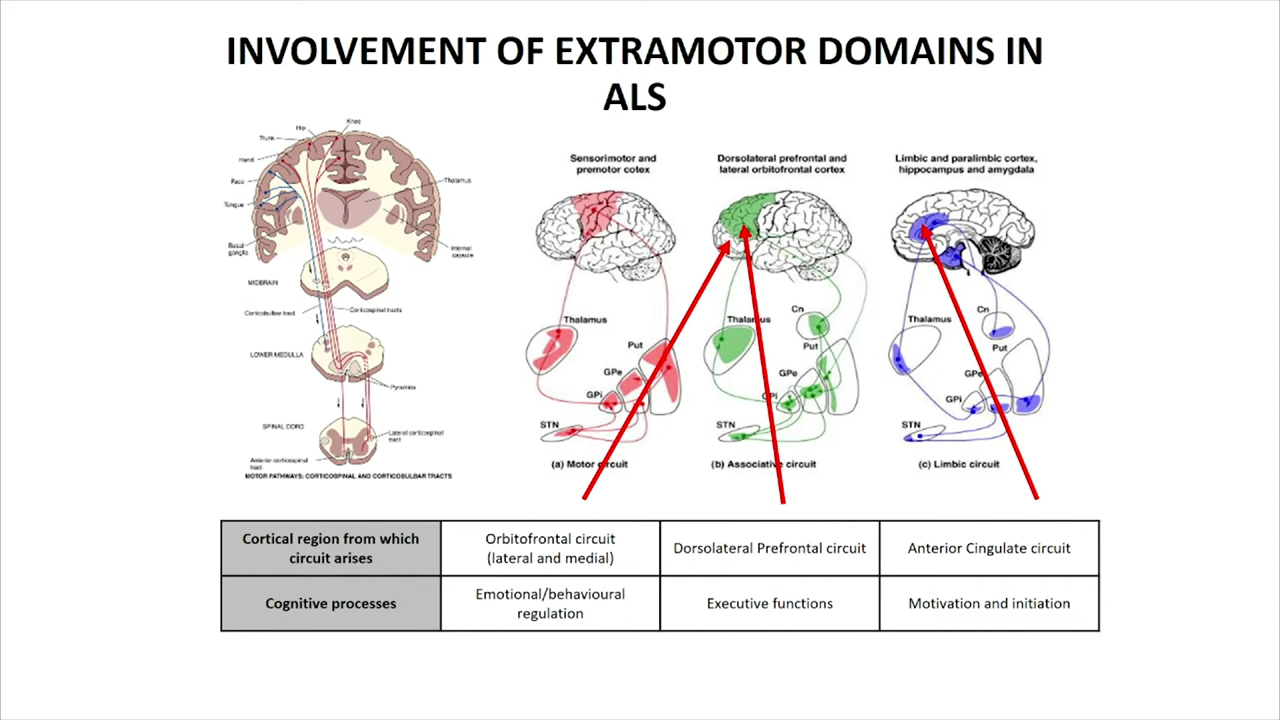 INVOLVEMENT OF EXTRAMOTOR DOMAINS IN
ALS
Knee
Hip
Trunk
Hand
Face
Tongue
Thalamus
Basal
ganglia
Internal
capsule
MIDBRAIN
Corticobulbar tract
Corticospinal tracts
LOWER MEDULLA
Pyramids
SPINAL CORD
Lateral corticospinal
tract
Anterior corticospinal
tract
MOTOR PATHWAYS: CORTICOSPINAL AND CORTICOBULBAR TRACTS
Sensorimotor and
premotor cotex
Thalamus
Put
GPe
GPi
STN
(a) Motor circuit
Dorsolateral prefrontal and
lateral orbitofrontal cortex
Cn
Thalamus
Put
GPe
GPi
STN
(b) Associative circuit
Limbic and paralimbic cortex,
hippocampus and amygdala
Cn
Thalamus
Put
GPe
GPi
STN
(c) Limbic circuit
Cortical region from which
circuit arises
Orbitofrontal circuit
(lateral and medial)
Dorsolateral Prefrontal circuit
Anterior Cingulate circuit
Cognitive processes
Emotional/behavioural
regulation
Executive functions
Motivation and initiation